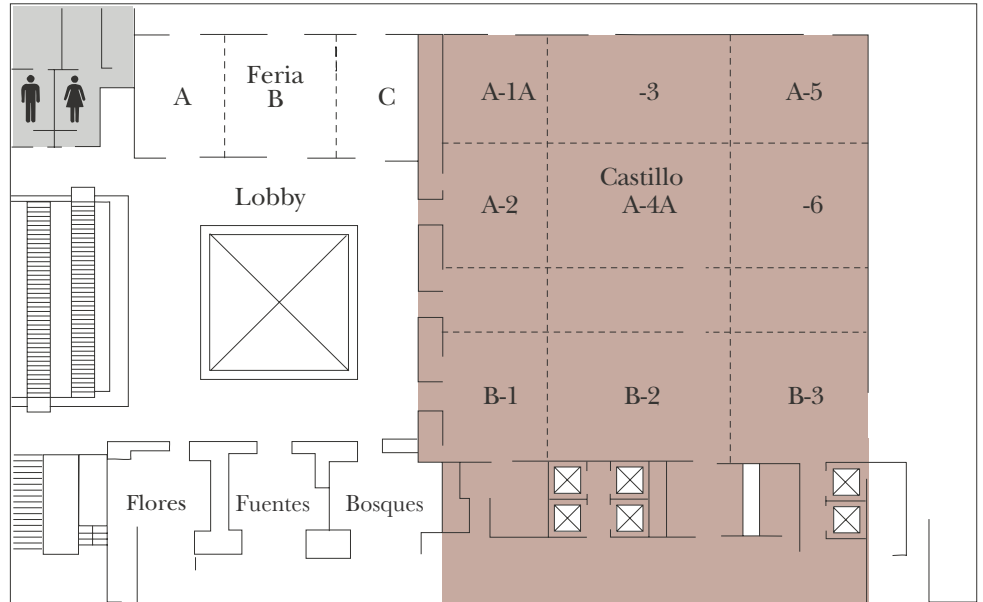 Feria
A B C
A-1A -3 A-5
Lobby
Castillo
A-2 A-4A -6
B-1 B-2 B-3
Flores Fuentes Bosques